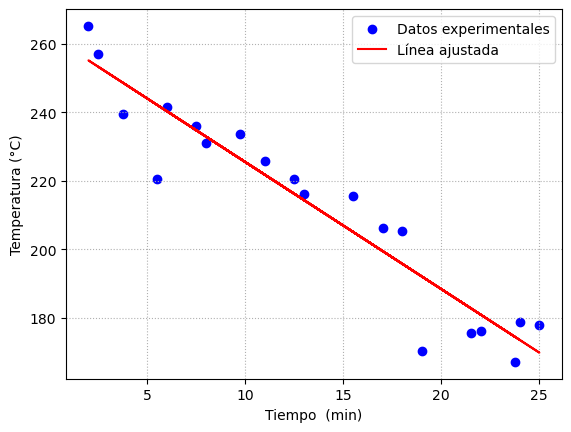 Datos experimentales
Línea ajustada
260
240
220
200
180
Temperatura (°C)
5
10
15
20
25
Tiempo (min)